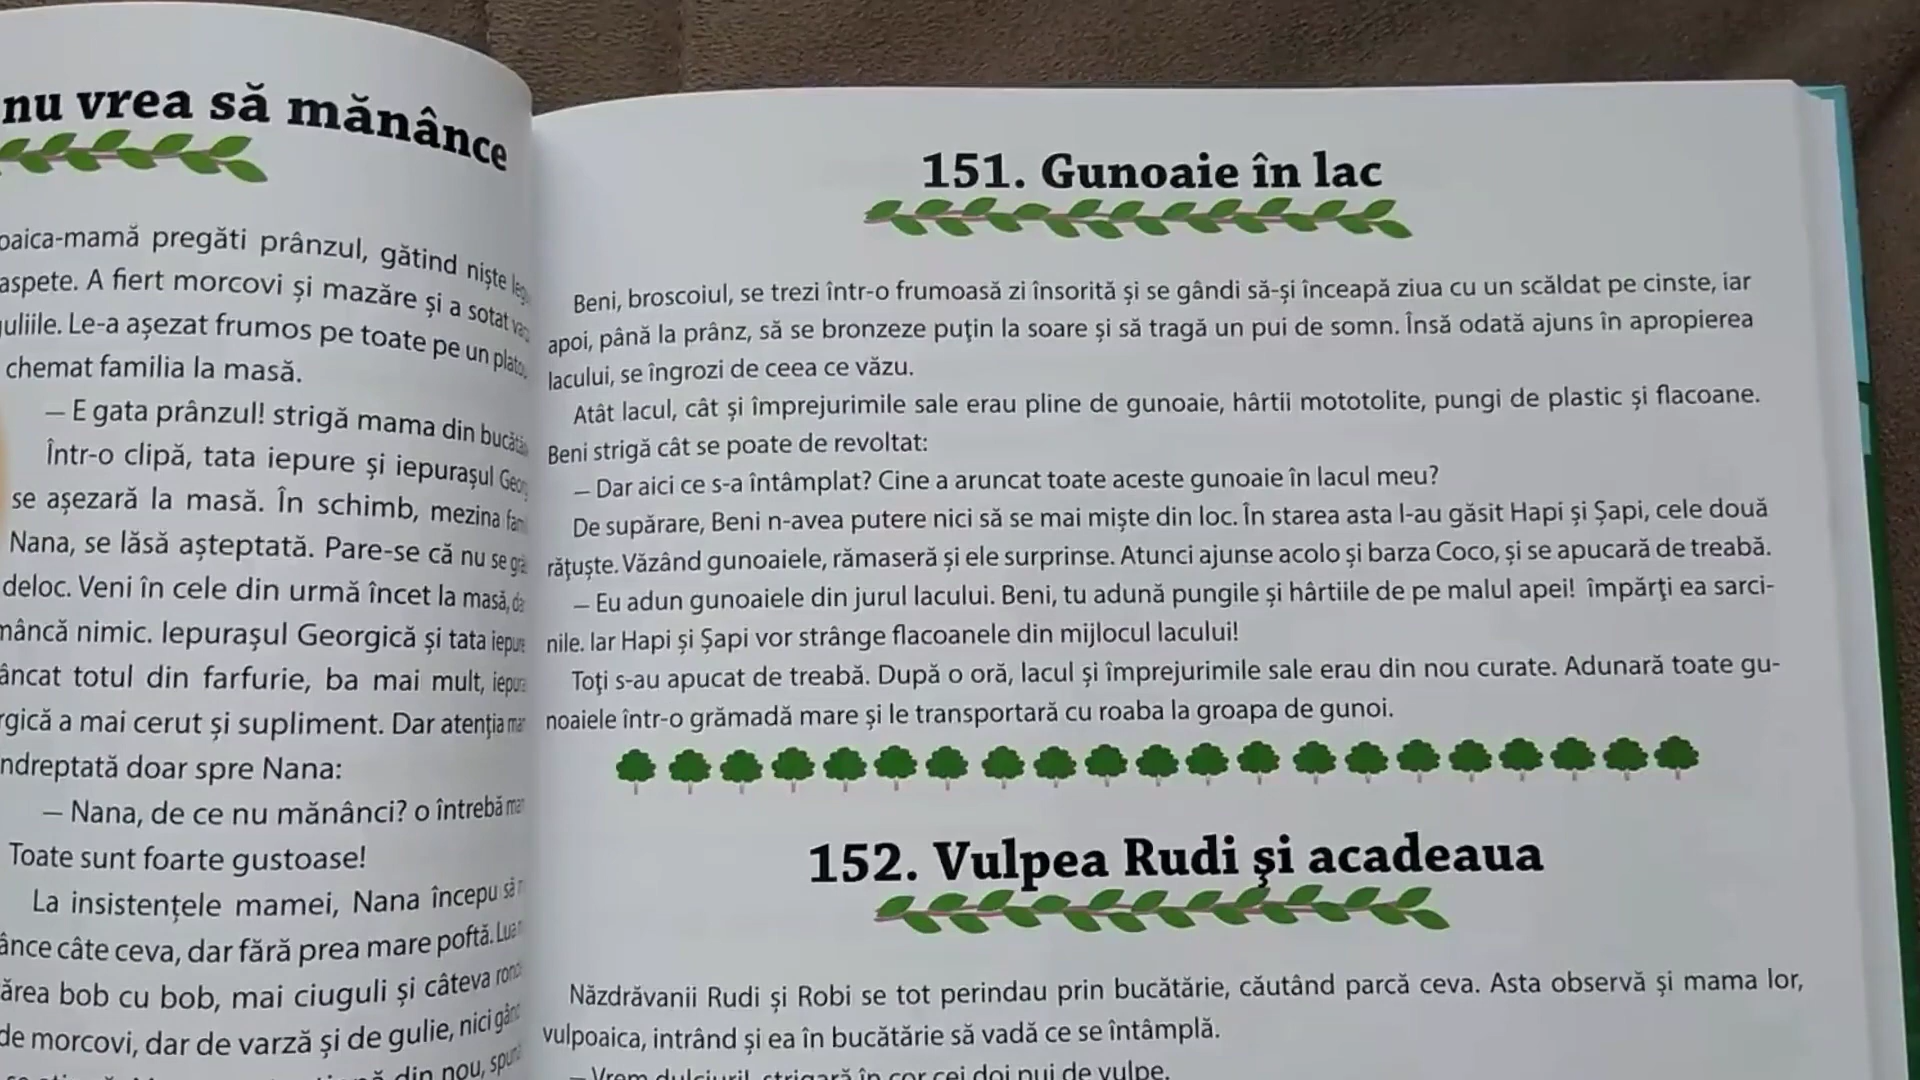 nu vrea să mănânce
pregăti prânzul, gătind niște
A fiert morcovi și mazăre și a sotat
Le-a așezat frumos pe toate pe un
chemat familia la masă.
— E gata prânzul! strigă mama din
Într-o clipă, tata iepure și iepurașul
se așezară la masă. În schimb, mezina
Nana, se lăsă așteptată. Pare-se că nu se
deloc. Veni în cele din urmă încet la masă,
nimic. Iepurașul Georgică și tata
totul din farfurie, ba mai mult,
a mai cerut și supliment. Dar atenția
doar spre Nana:
— Nana, de ce nu mănânci? o întrebă
Toate sunt foarte gustoase!
La insistențele mamei, Nana începu
câte ceva, dar fără prea mare poftă.
bob cu bob, mai ciuguli și câteva
de morcovi, dar de varză și de gulie, nici
din nou,
151. Gunoaie în lac
Beni, broscoiul, se trezi într-o frumoasă zi însorită și se gândi să-și înceapă ziua cu un scăldat pe cinste, iar
apoi, până la prânz, să se bronzeze puțin la soare și să tragă un pui de somn. Însă odată ajuns în apropierea
lacului, se îngrozi de ceea ce văzu.
Atât lacul, cât și împrejurimile sale erau pline de gunoaie, hârtii mototolite, pungi de plastic și flacoane.
Beni strigă cât se poate de revoltat:
— Dar aici ce s-a întâmplat? Cine a aruncat toate aceste gunoaie în lacul meu?
De supărare, Beni n-avea putere nici să se mai miște din loc. În starea asta l-au găsit Hapi și Șapi, cele două
rățuște. Văzând gunoaiele, rămaseră și ele surprinse. Atunci ajunse acolo și barza Coco, și se apucară de treabă.
— Eu adun gunoaiele din jurul lacului. Beni, tu adună pungile și hârtiile de pe malul apei! împărți ea sarci-
nile. Iar Hapi și Șapi vor strânge flacoanele din mijlocul lacului!
Toți s-au apucat de treabă. După o oră, lacul și împrejurimile sale erau din nou curate. Adunară toate gu-
noaiele într-o grămadă mare și le transportară cu roaba la groapa de gunoi.
152. Vulpea Rudi și acadeaua
Năzdrăvanii Rudi și Robi se tot perindau prin bucătărie, căutând parcă ceva. Asta observă și mama lor,
vulpoaica, intrând și ea în bucătărie să vadă ce se întâmplă.
— Vrem dulciuri! strigară în cor cei doi pui de vulpe.